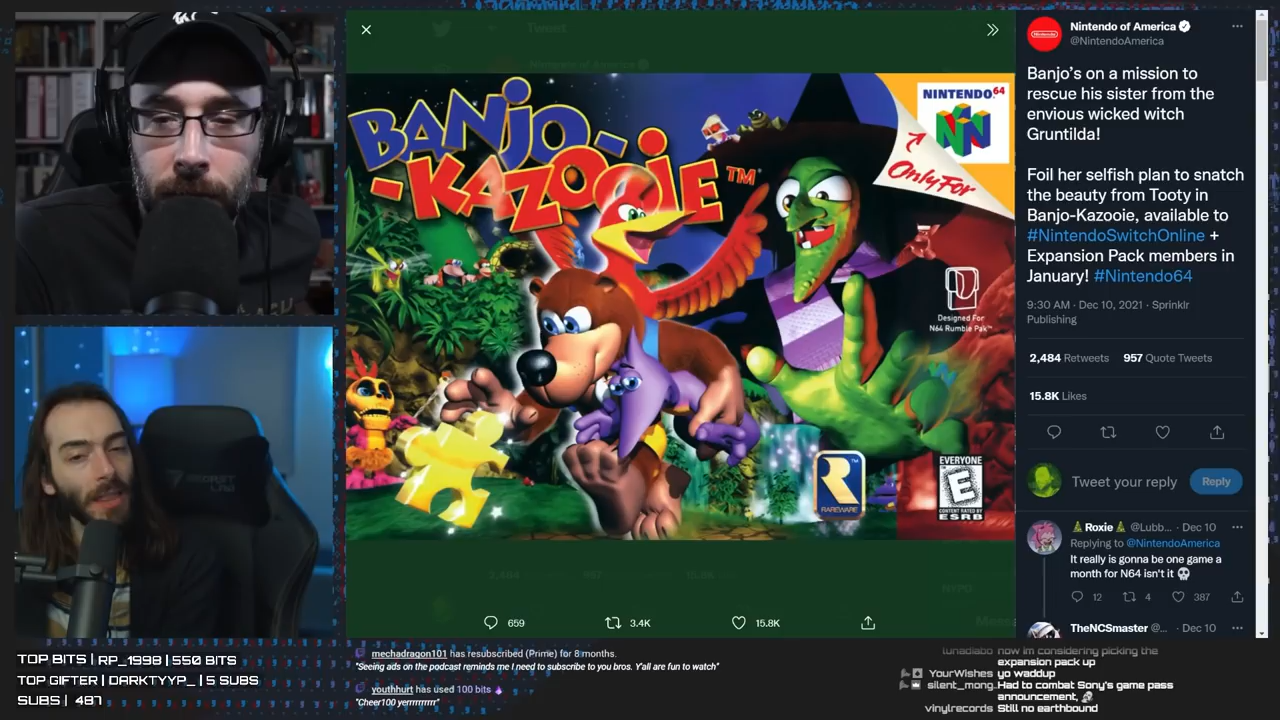 BANJO-
-KAZOOIE™
NINTENDO 64
Only For
Designed For
N64 Rumble Pak™
RAREWARE
EVERYONE
E
CONTENT RATED BY
ESRB
659
3.4K
15.8K
Nintendo of America
@NintendoAmerica
Banjo’s on a mission to
rescue his sister from the
envious wicked witch
Gruntilda!
Foil her selfish plan to snatch
the beauty from Tooty in
Banjo-Kazooie, available to
#NintendoSwitchOnline +
Expansion Pack members in
January! #Nintendo64
9:30 AM · Dec 10, 2021 · Sprinklr
Publishing
2,484 Retweets 957 Quote Tweets
15.8K Likes
Tweet your reply
Reply
Roxie @Lubb... · Dec 10
Replying to @NintendoAmerica
It really is gonna be one game a
month for N64 isn't it
12 4 387
TheNCSmaster @... · Dec 10
TOP BITS | RP_1998 | 550 BITS
TOP GIFTER | DARKTYYP_ | 5 SUBS
SUBS | 487
mechadragon101 has resubscribed (Prime) for 8 months.
"Seeing ads on the podcast reminds me I need to subscribe to you bros. Y'all are fun to watch"
youthhurt has used 100 bits
"Cheer100 yerrrrrrrrrr"
lunadiabo now im considering picking the
expansion pack up
YourWishes yo waddup
silent_mong.. Had to combat Sony's game pass
announcement,
vinylrecords Still no earthbound